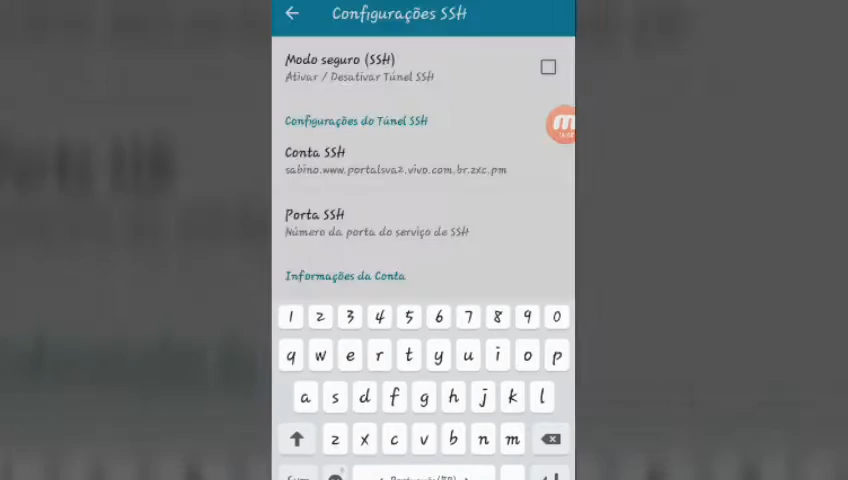 Configurações SSH
Modo seguro (SSH)
Ativar / Desativar Túnel SSH
Configurações do Túnel SSH
Conta SSH
sabino.www.portalsva2.vivo.com.br.zxc.pm
Porta SSH
Número da porta do serviço de SSH
Informações da Conta
1 2 3 4 5 6 7 8 9 0
q w e r t y u i o p
a s d f g h j k l
z x c v b n m